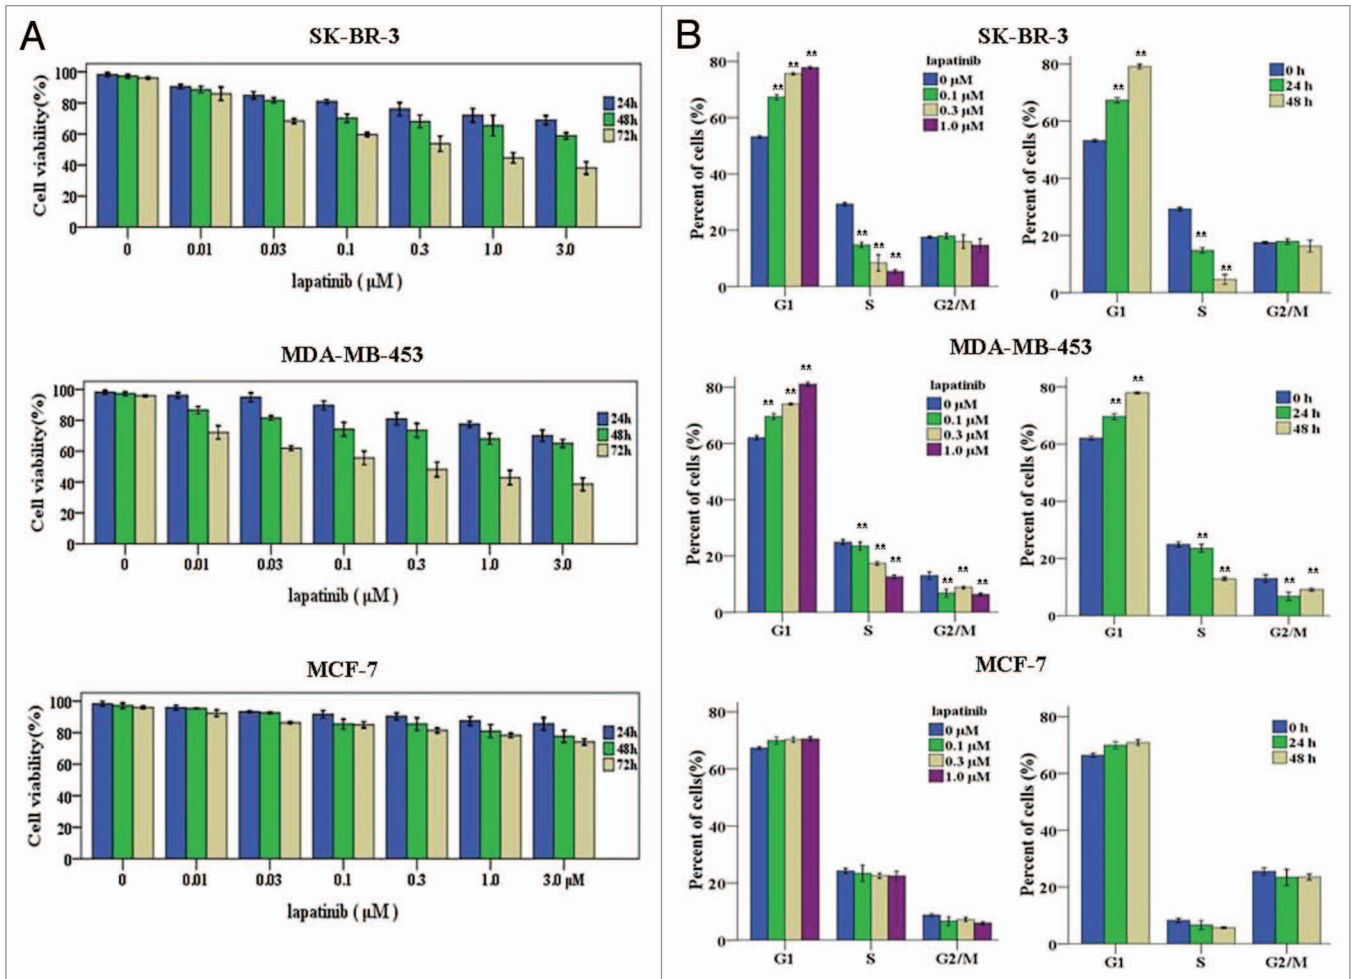 A
SK-BR-3
Cell viability(%)
100
80
60
40
20
0
24h
48h
72h
0 0.01 0.03 0.1 0.3 1.0 3.0
lapatinib ( μM )
MDA-MB-453
Cell viability(%)
100
80
60
40
20
0
24h
48h
72h
0 0.01 0.03 0.1 0.3 1.0 3.0
lapatinib ( μM )
MCF-7
Cell viability(%)
100
80
60
40
20
0
24h
48h
72h
0 0.01 0.03 0.1 0.3 1.0 3.0 μM
lapatinib ( μM )
B
SK-BR-3
Percent of cells (%)
80
60
40
20
0
lapatinib
0 μM
0.1 μM
0.3 μM
1.0 μM
** ** **
** ** **
G1 S G2/M
Percent of cells (%)
80
60
40
20
0
0 h
24 h
48 h
** **
** **
G1 S G2/M
MDA-MB-453
Percent of cells (%)
80
60
40
20
0
lapatinib
0 μM
0.1 μM
0.3 μM
1.0 μM
** ** **
** ** **
** ** **
G1 S G2/M
Percent of cells (%)
80
60
40
20
0
0 h
24 h
48 h
** **
** **
** **
G1 S G2/M
MCF-7
Percent of cells(%)
80
60
40
20
0
lapatinib
0 μM
0.1 μM
0.3 μM
1.0 μM
G1 S G2/M
Percent of cells (%)
80
60
40
20
0
0 h
24 h
48 h
G1 S G2/M